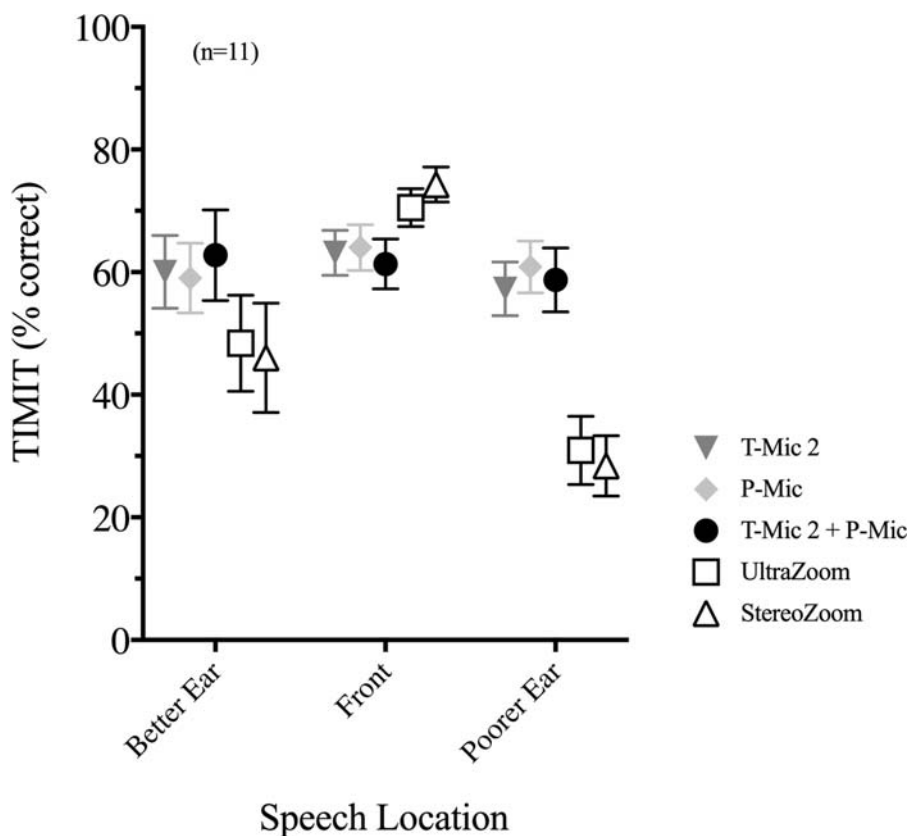 100
(n=11)
80
60
40
20
0
TIMIT (% correct)
Better Ear
Front
Poorer Ear
Speech Location
T-Mic 2
P-Mic
T-Mic 2 + P-Mic
UltraZoom
StereoZoom